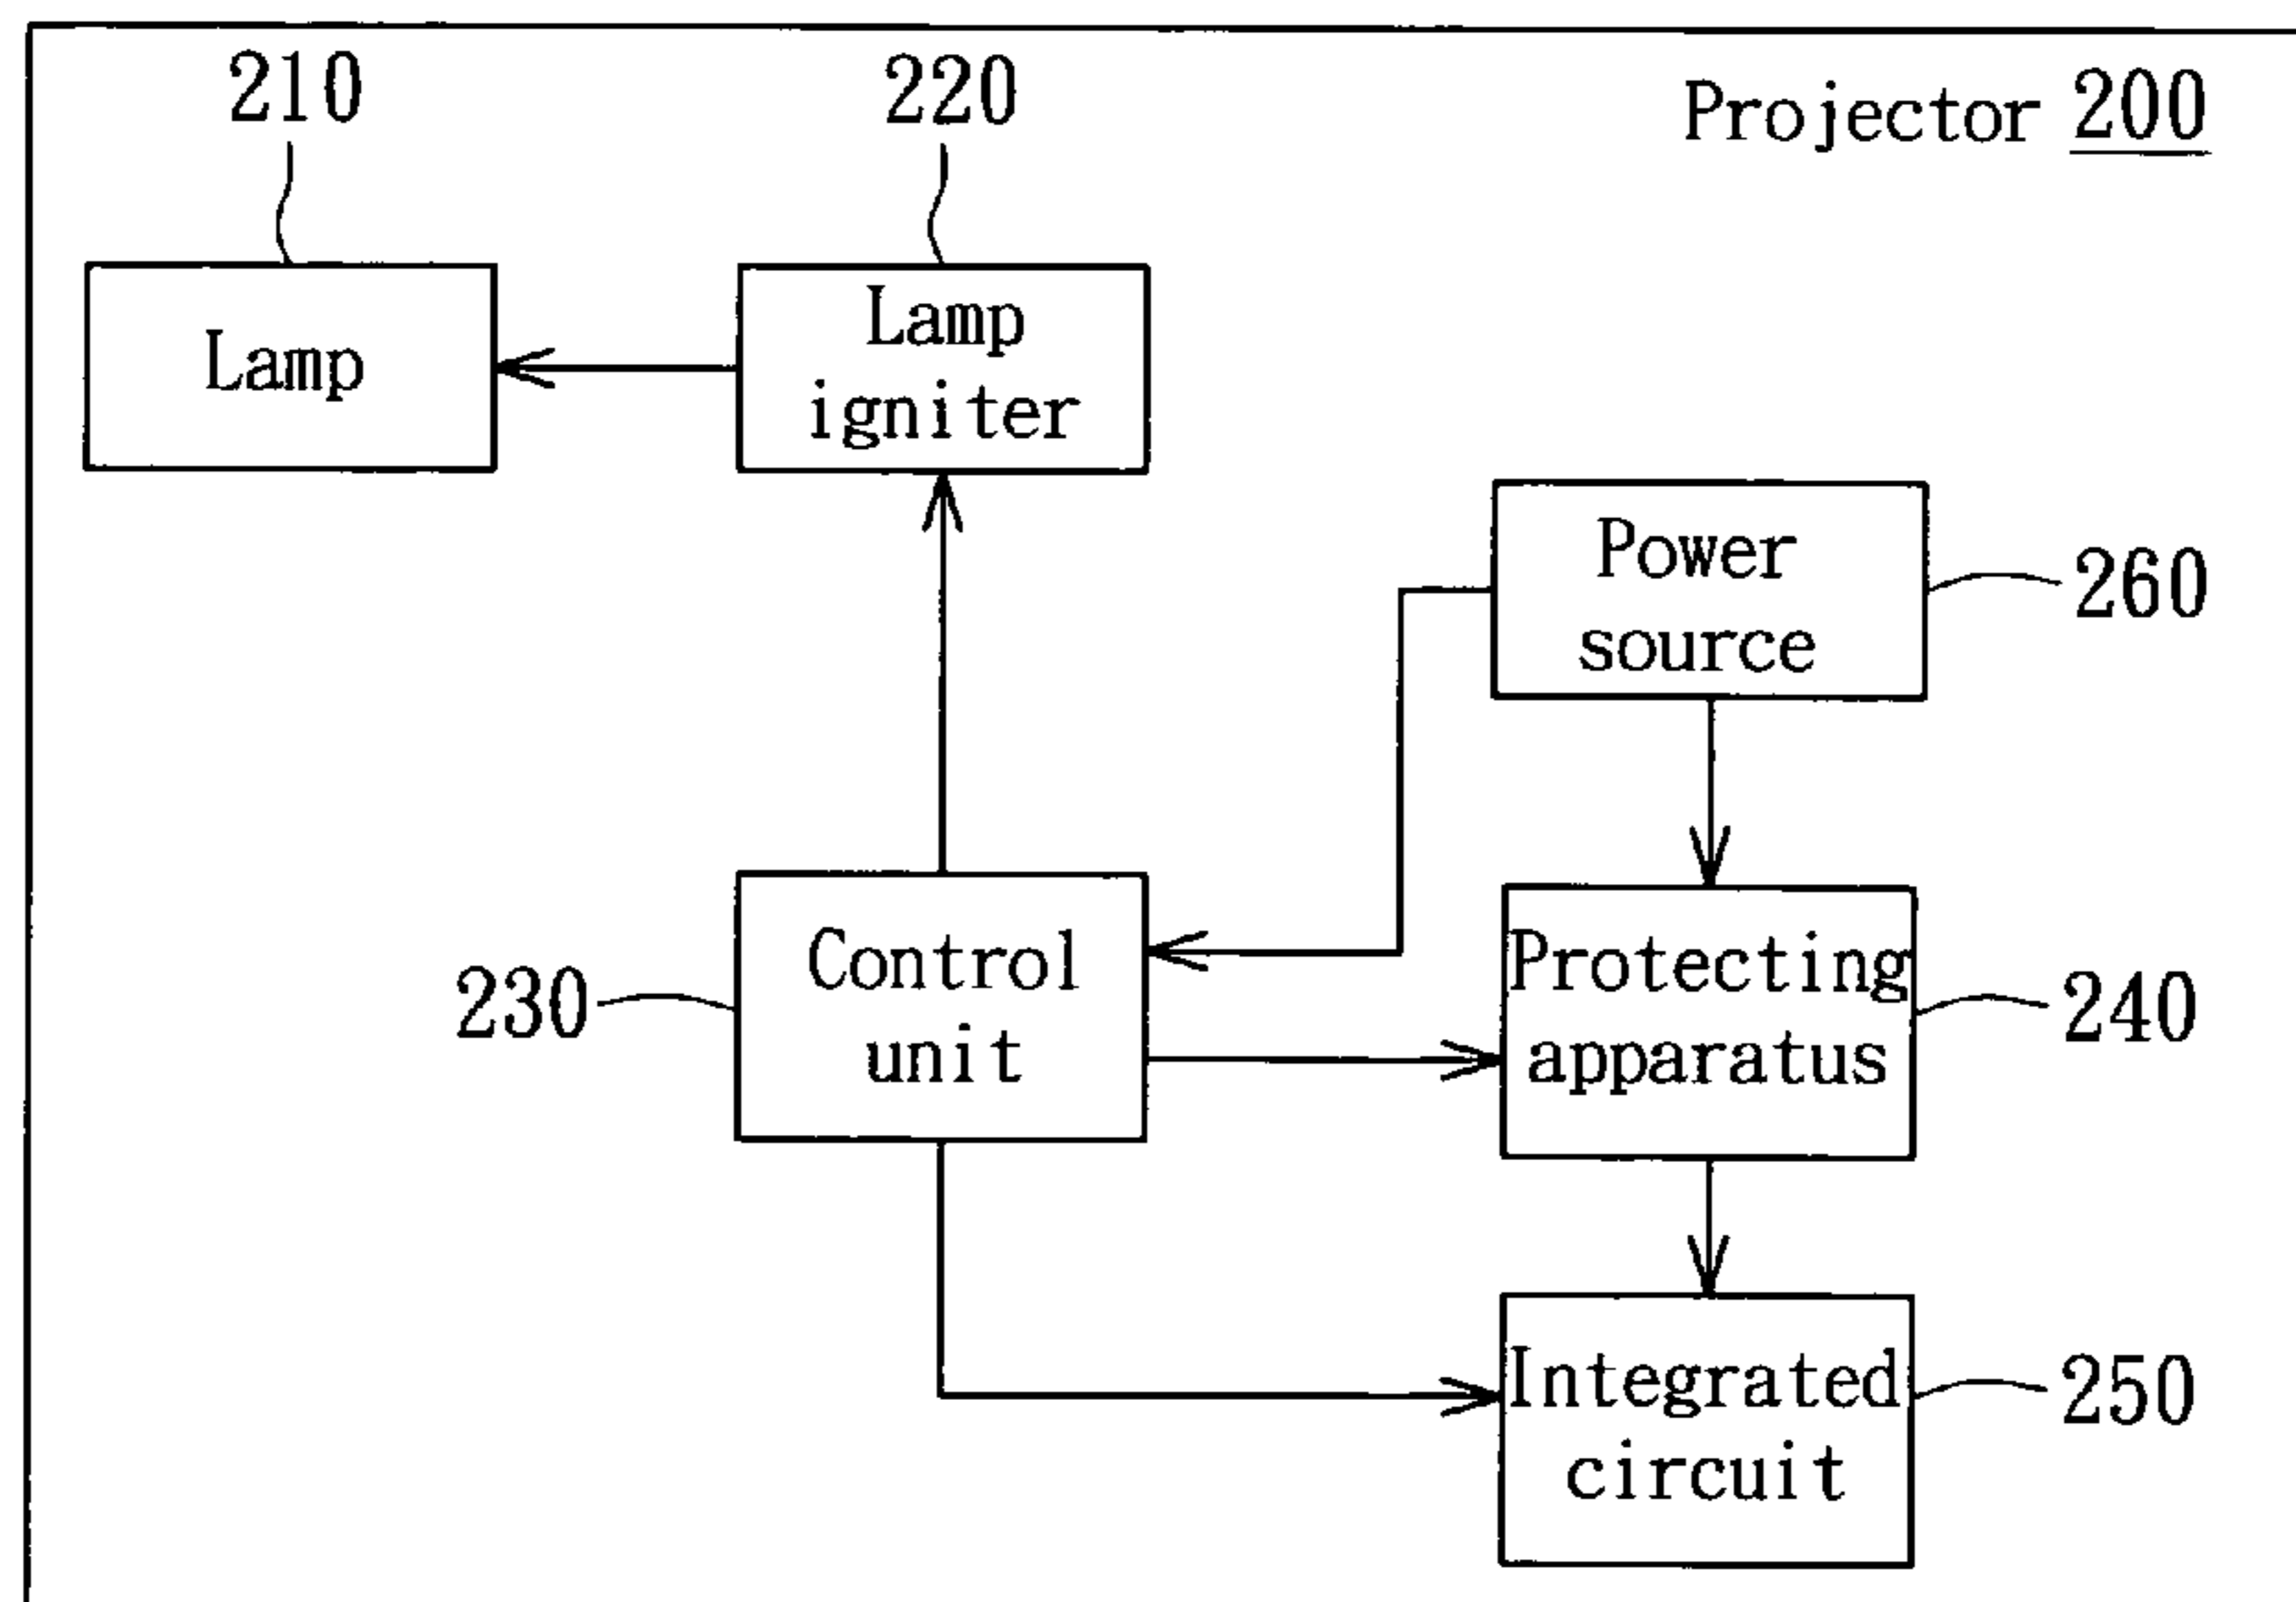 210
220
Projector 200
Lamp
Lamp
igniter
Power
source
260
230
Control
unit
Protecting
apparatus
240
Integrated
circuit
250